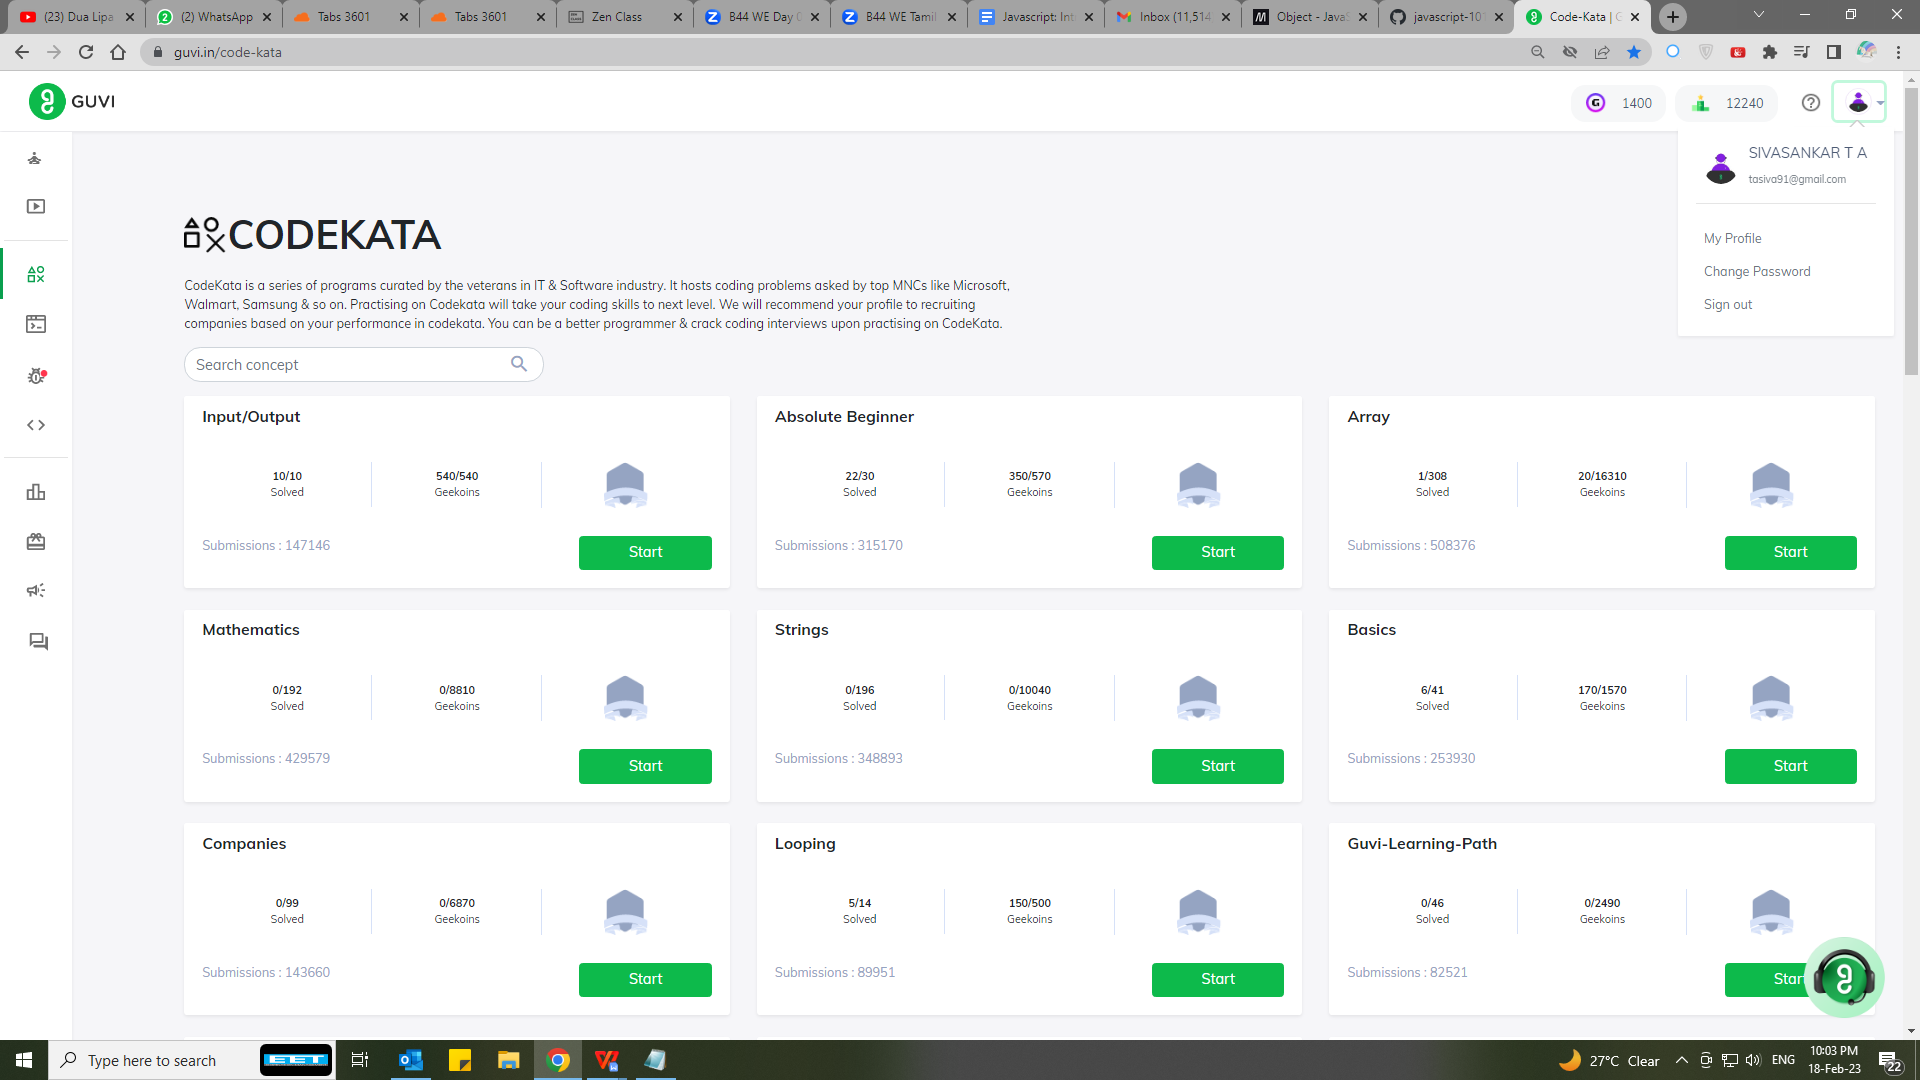 (23) Dua Lipa
(2) WhatsApp
Tabs 3601
Tabs 3601
Zen Class
B44 WE Day
B44 WE Tamil
Javascript: Int
Inbox (11,514
Object - JavaS
javascript-101
Code-Kata | G
guvi.in/code-kata
GUVI
1400
12240
SIVASANKAR T A
tasiva91@gmail.com
My Profile
Change Password
Sign out
CODEKATA
CodeKata is a series of programs curated by the veterans in IT & Software industry. It hosts coding problems asked by top MNCs like Microsoft,
Walmart, Samsung & so on. Practising on Codekata will take your coding skills to next level. We will recommend your profile to recruiting
companies based on your performance in codekata. You can be a better programmer & crack coding interviews upon practising on CodeKata.
Search concept
Input/Output
10/10
Solved
540/540
Geekoins
Submissions : 147146
Start
Absolute Beginner
22/30
Solved
350/570
Geekoins
Submissions : 315170
Start
Array
1/308
Solved
20/16310
Geekoins
Submissions : 508376
Start
Mathematics
0/192
Solved
0/8810
Geekoins
Submissions : 429579
Start
Strings
0/196
Solved
0/10040
Geekoins
Submissions : 348893
Start
Basics
6/41
Solved
170/1570
Geekoins
Submissions : 253930
Start
Companies
0/99
Solved
0/6870
Geekoins
Submissions : 143660
Start
Looping
5/14
Solved
150/500
Geekoins
Submissions : 89951
Start
Guvi-Learning-Path
0/46
Solved
0/2490
Geekoins
Submissions : 82521
Start
Type here to search
27°C Clear
ENG
10:03 PM
18-Feb-23
22